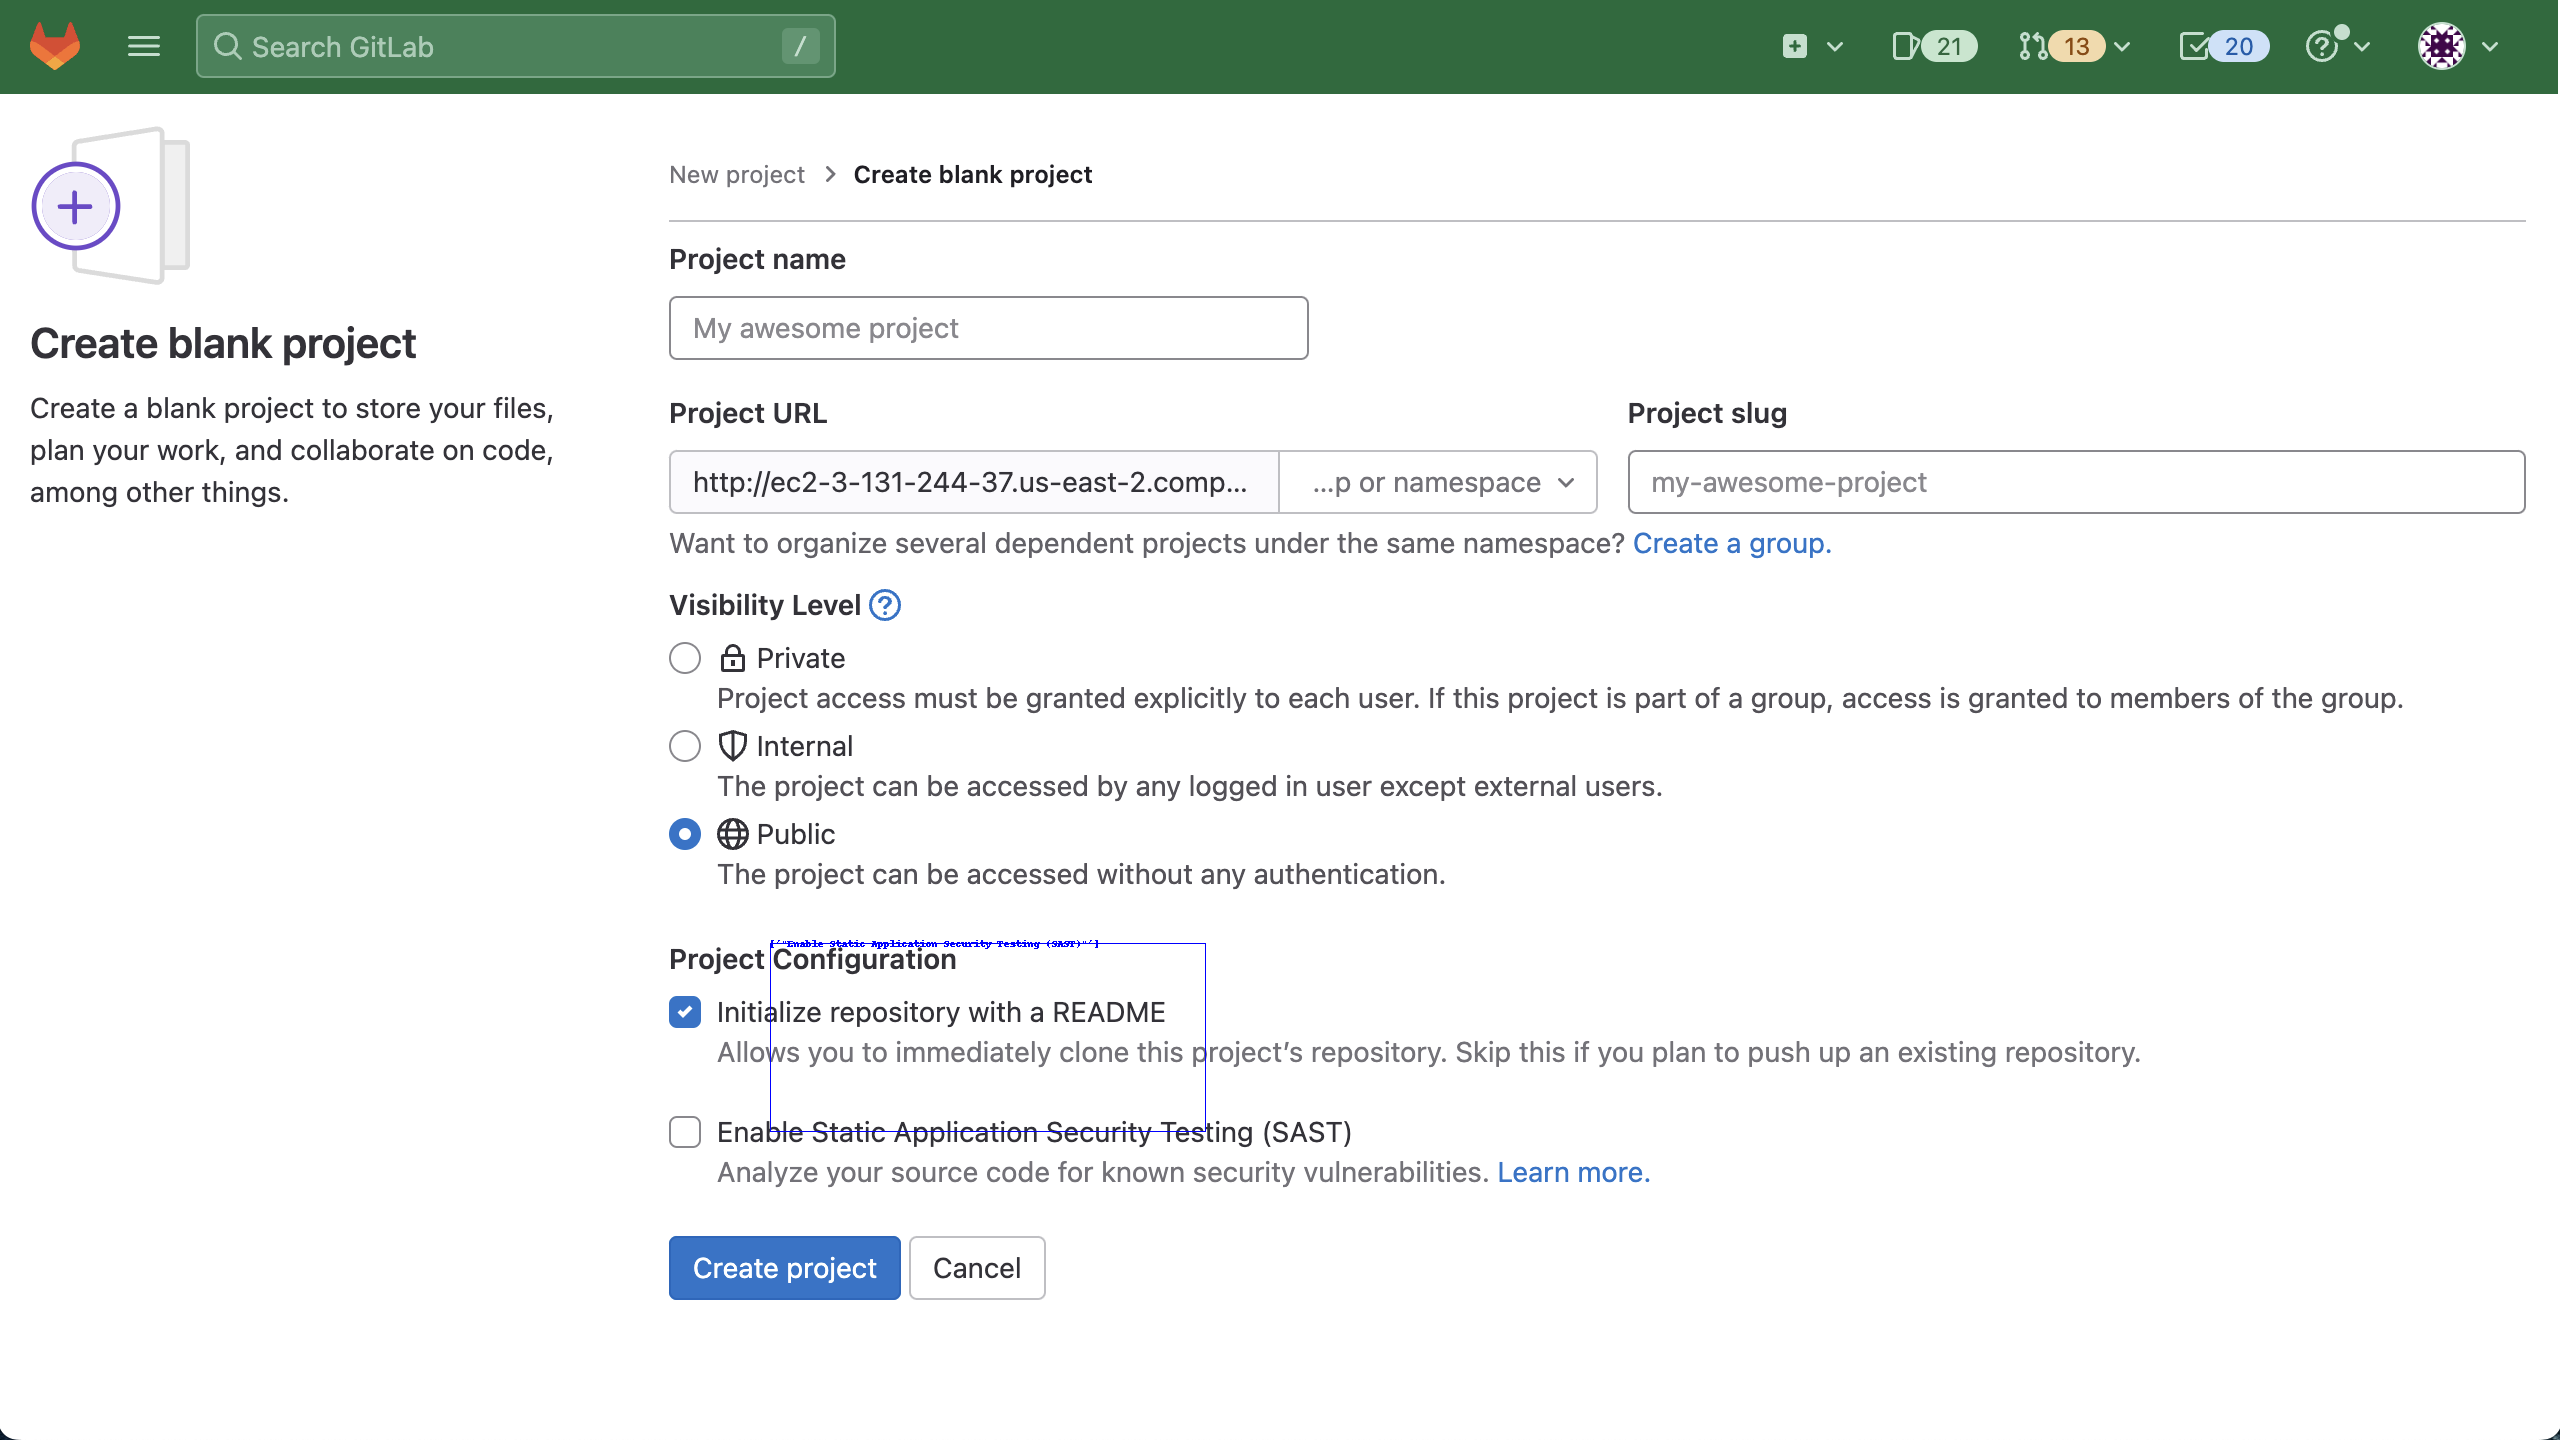 Search GitLab /
21
13
20
Create blank project
Create a blank project to store your files,
plan your work, and collaborate on code,
among other things.
New project > Create blank project
Project name
My awesome project
Project URL
Project slug
http://ec2-3-131-244-37.us-east-2.comp...
...p or namespace
my-awesome-project
Want to organize several dependent projects under the same namespace? Create a group.
Visibility Level ?
Private
Project access must be granted explicitly to each user. If this project is part of a group, access is granted to members of the group.
Internal
The project can be accessed by any logged in user except external users.
Public
The project can be accessed without any authentication.
['"Enable Static Application Security Testing (SAST)"']
Project Configuration
Initialize repository with a README
Allows you to immediately clone this project’s repository. Skip this if you plan to push up an existing repository.
Enable Static Application Security Testing (SAST)
Analyze your source code for known security vulnerabilities. Learn more.
Create project
Cancel